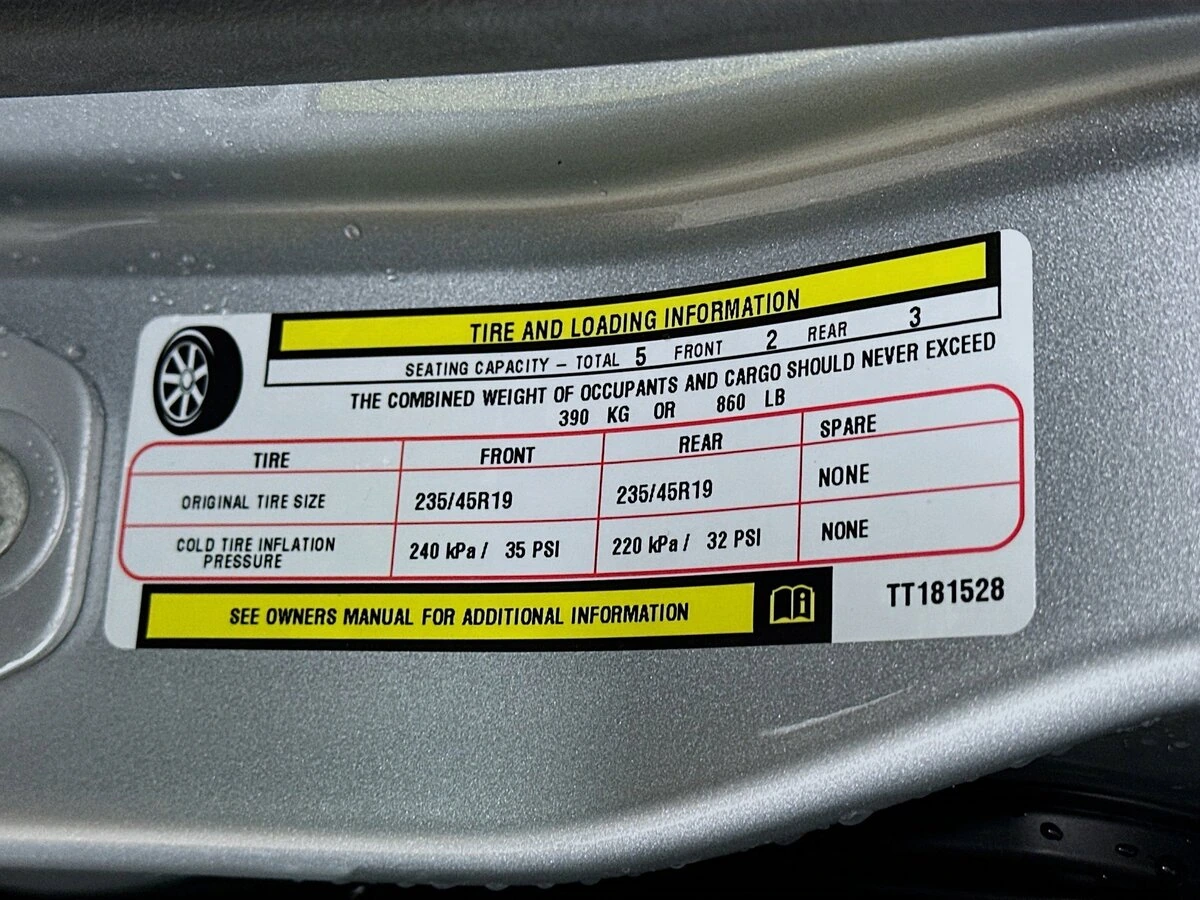 TIRE AND LOADING INFORMATION
SEATING CAPACITY – TOTAL 5 FRONT 2 REAR 3
THE COMBINED WEIGHT OF OCCUPANTS AND CARGO SHOULD NEVER EXCEED
390 KG OR 860 LB
TIRE FRONT REAR SPARE
ORIGINAL TIRE SIZE 235/45R19 235/45R19 NONE
COLD TIRE INFLATION PRESSURE 240 kPa / 35 PSI 220 kPa / 32 PSI NONE
SEE OWNERS MANUAL FOR ADDITIONAL INFORMATION
TT181528